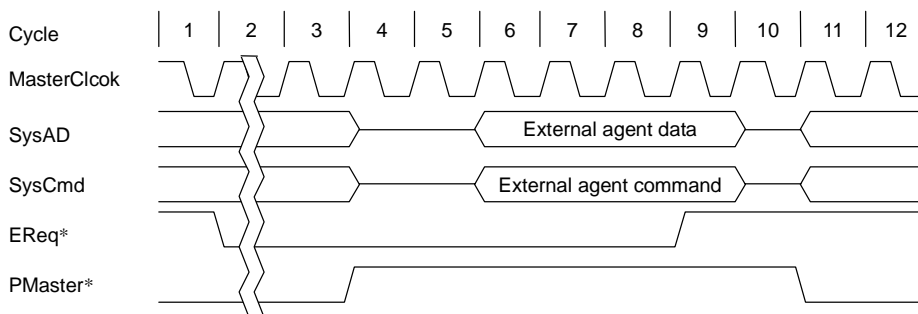 Cycle 1 2 3 4 5 6 7 8 9 10 11 12
MasterClcok
SysAD External agent data
SysCmd External agent command
EReq*
PMaster*